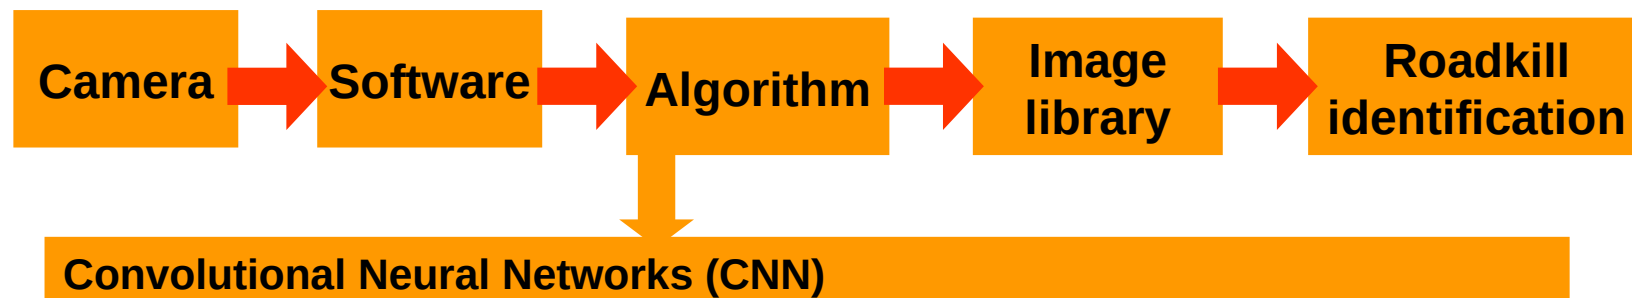 Camera
Software
Algorithm
Image
library
Roadkill
identification
Convolutional Neural Networks (CNN)